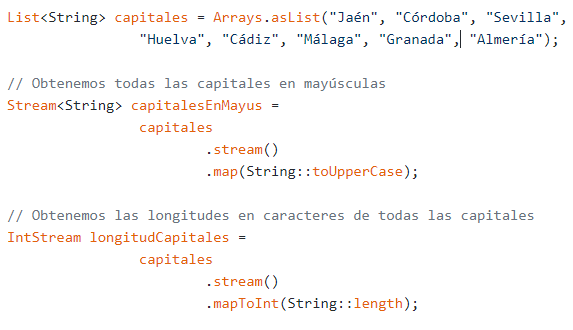 List<String> capitales = Arrays.asList("Jaén", "Córdoba", "Sevilla",
"Huelva", "Cádiz", "Málaga", "Granada", "Almería");
// Obtenemos todas las capitales en mayúsculas
Stream<String> capitalesEnMayus =
capitales
.stream()
.map(String::toUpperCase);
// Obtenemos las longitudes en caracteres de todas las capitales
IntStream longitudCapitales =
capitales
.stream()
.mapToInt(String::length);